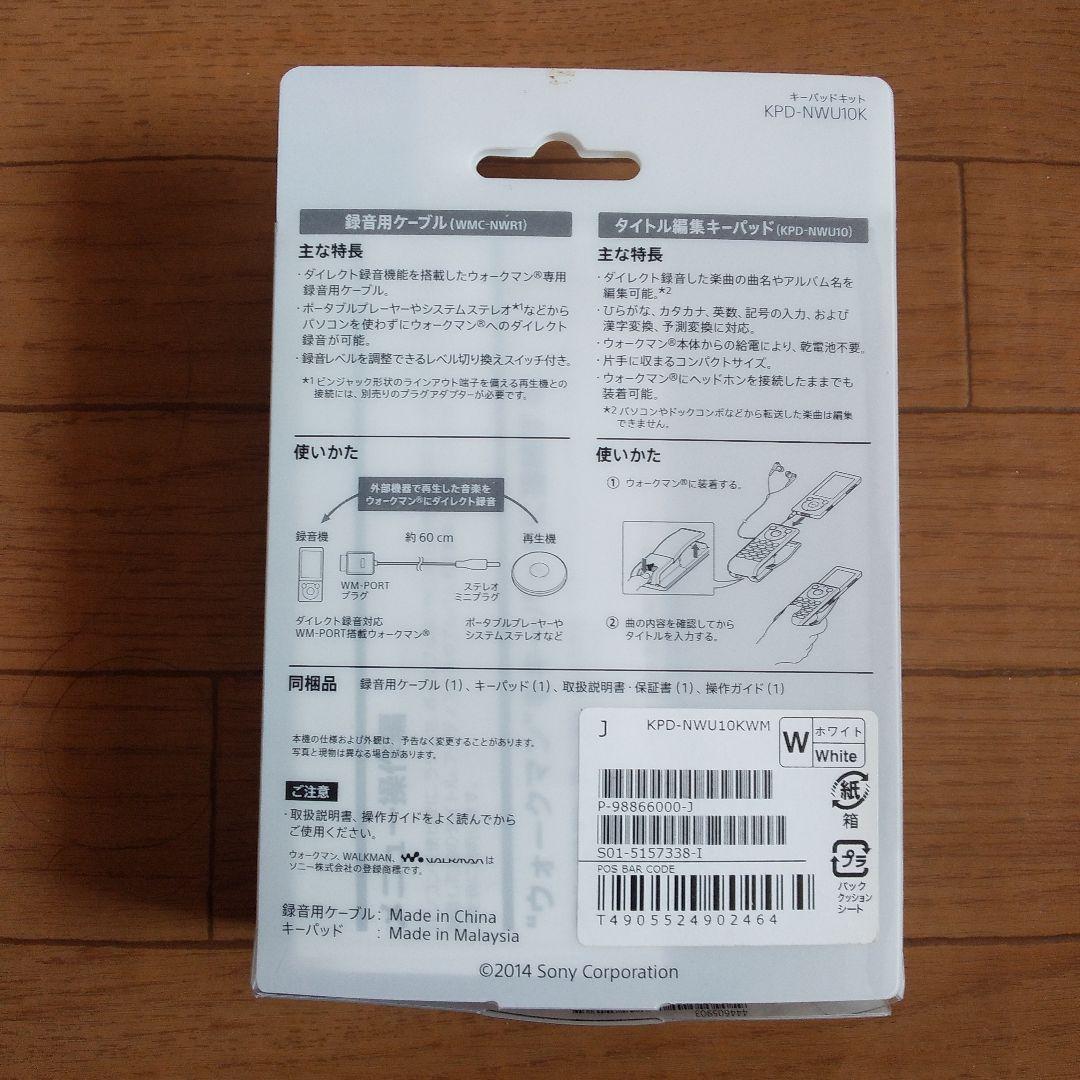 キーパッドキット
KPD-NWU10K
録音用ケーブル(WMC-NWR1)
主な特長
・ダイレクト録音機能を搭載したウォークマン®専用
録音用ケーブル。
・ポータブルプレーヤーやシステムステレオ*1などから
パソコンを使わずにウォークマン®へのダイレクト
録音が可能。
・録音レベルを調整できるレベル切り換えスイッチ付き。
*1 ピンジャック形状のラインアウト端子を備える再生機との
接続には、別売りのプラグアダプターが必要です。
使いかた
外部機器で再生した音楽を
ウォークマン®にダイレクト録音
録音機
約60 cm
再生機
WM-PORT
プラグ
ステレオ
ミニプラグ
ダイレクト録音対応
WM-PORT搭載ウォークマン®
ポータブルプレーヤーや
システムステレオなど
タイトル編集キーパッド(KPD-NWU10)
主な特長
・ダイレクト録音した楽曲の曲名やアルバム名を
編集可能。*2
・ひらがな、カタカナ、英数、記号の入力、および
漢字変換、予測変換に対応。
・ウォークマン®本体からの給電により、乾電池不要。
・片手に収まるコンパクトサイズ。
・ウォークマン®にヘッドホンを接続したままでも
装着可能。
*2 パソコンやドックコンポなどから転送した楽曲は編集
できません。
使いかた
① ウォークマン®に装着する。
② 曲の内容を確認してから
タイトルを入力する。
同梱品 録音用ケーブル(1)、キーパッド(1)、取扱説明書・保証書(1)、操作ガイド(1)
本機の仕様および外観は、予告なく変更することがあります。
写真と現物は異なる場合があります。
ご注意
・取扱説明書、操作ガイドをよく読んでから
ご使用ください。
ウォークマン、WALKMAN、WALKMANは
ソニー株式会社の登録商標です。
録音用ケーブル: Made in China
キーパッド : Made in Malaysia
J KPD-NWU10KWM
W ホワイト
White
P-98866000-J
S01-5157338-I
POS BAR CODE
T4905524902464
紙
箱
プラ
パック
クッション
シート
©2014 Sony Corporation
444605903